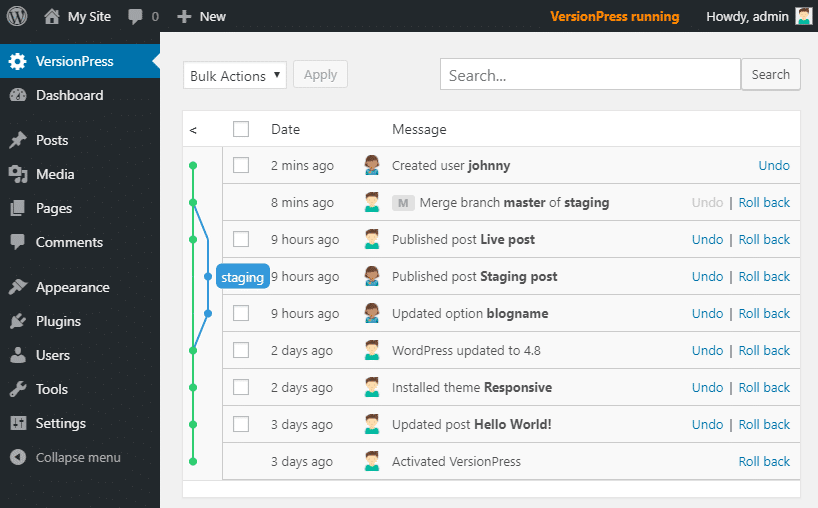 My Site 0 New VersionPress running Howdy, admin
VersionPress
Dashboard
Posts
Media
Pages
Comments
Appearance
Plugins
Users
Tools
Settings
Collapse menu
Bulk Actions Apply Search... Search
< Date Message
2 mins ago Created user johnny Undo
8 mins ago M Merge branch master of staging Undo | Roll back
9 hours ago Published post Live post Undo | Roll back
staging 9 hours ago Published post Staging post Undo | Roll back
9 hours ago Updated option blogname Undo | Roll back
2 days ago WordPress updated to 4.8 Undo | Roll back
2 days ago Installed theme Responsive Undo | Roll back
3 days ago Updated post Hello World! Undo | Roll back
3 days ago Activated VersionPress Roll back